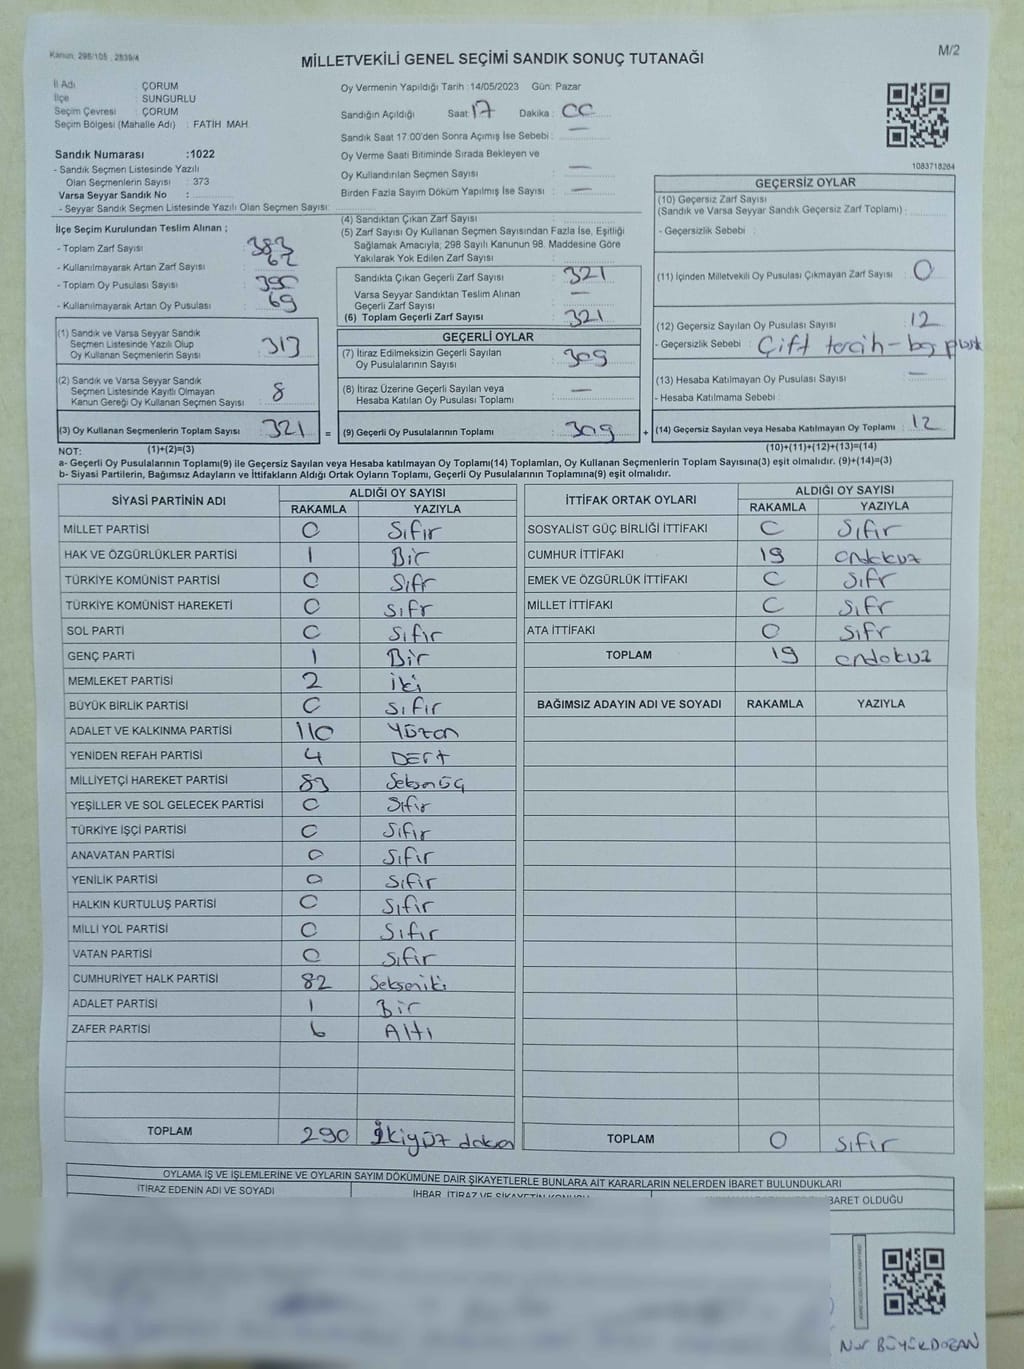 Kanun, 298/105 , 2839/4
M/2
MİLLETVEKİLİ GENEL SEÇİMİ SANDIK SONUÇ TUTANAĞI
İl Adı : ÇORUM
İlçe : SUNGURLU
Seçim Çevresi : ÇORUM
Seçim Bölgesi (Mahalle Adı) : FATİH MAH.
Sandık Numarası :1022
- Sandık Seçmen Listesinde Yazılı
Olan Seçmenlerin Sayısı : 373
Varsa Seyyar Sandık No :
- Seyyar Sandık Seçmen Listesinde Yazılı Olan Seçmen Sayısı:
Oy Vermenin Yapıldığı Tarih :14/05/2023 Gün: Pazar
Sandığın Açıldığı Saat: 17 Dakika : 00
Sandık Saat 17.00'den Sonra Açımış İse Sebebi : —
Oy Verme Saati Bitiminde Sırada Bekleyen ve
Oy Kullandırılan Seçmen Sayısı : —
Birden Fazla Sayım Döküm Yapılmış İse Sayısı : —
1083718264
İlçe Seçim Kurulundan Teslim Alınan ;
- Toplam Zarf Sayısı : 383
- Kullanılmayarak Artan Zarf Sayısı : 62
- Toplam Oy Pusulası Sayısı : 390
- Kullanılmayarak Artan Oy Pusulası : 69
(1) Sandık ve Varsa Seyyar Sandık
Seçmen Listesinde Yazılı Olup
Oy Kullanan Seçmenlerin Sayısı : 313
(2) Sandık ve Varsa Seyyar Sandık
Seçmen Listesinde Kayıtlı Olmayan
Kanun Gereği Oy Kullanan Seçmen Sayısı : 8
(3) Oy Kullanan Seçmenlerin Toplam Sayısı : 321
(1)+(2)=(3)
(4) Sandıktan Çıkan Zarf Sayısı :
(5) Zarf Sayısı Oy Kullanan Seçmen Sayısından Fazla İse, Eşitliği
Sağlamak Amacıyla; 298 Sayılı Kanunun 98. Maddesine Göre
Yakılarak Yok Edilen Zarf Sayısı :
Sandıkta Çıkan Geçerli Zarf Sayısı : 321
Varsa Seyyar Sandıktan Teslim Alınan
Geçerli Zarf Sayısı : —
(6) Toplam Geçerli Zarf Sayısı : 321
GEÇERLİ OYLAR
(7) İtiraz Edilmeksizin Geçerli Sayılan
Oy Pusulalarının Sayısı : 309
(8) İtiraz Üzerine Geçerli Sayılan veya
Hesaba Katılan Oy Pusulası Toplamı : —
= (9) Geçerli Oy Pusulalarının Toplamı : 309
GEÇERSİZ OYLAR
(10) Geçersiz Zarf Sayısı
(Sandık ve Varsa Seyyar Sandık Geçersiz Zarf Toplamı) :
- Geçersizlik Sebebi :
(11) İçinden Milletvekili Oy Pusulası Çıkmayan Zarf Sayısı : 0
(12) Geçersiz Sayılan Oy Pusulası Sayısı : 12
- Geçersizlik Sebebi : Çift tercih-boş
(13) Hesaba Katılmayan Oy Pusulası Sayısı : —
- Hesaba Katılmama Sebebi :
+ (14) Geçersiz Sayılan veya Hesaba Katılmayan Oy Toplamı : 12
(10)+(11)+(12)+(13)=(14)
NOT:
a- Geçerli Oy Pusulalarının Toplamı(9) ile Geçersiz Sayılan veya Hesaba katılmayan Oy Toplamı(14) Toplamları, Oy Kullanan Seçmenlerin Toplam Sayısına(3) eşit olmalıdır. (9)+(14)=(3)
b- Siyasi Partilerin, Bağımsız Adayların ve İttifakların Aldığı Ortak Oyların Toplamı, Geçerli Oy Pusulalarının Toplamına(9) eşit olmalıdır.
SİYASİ PARTİNİN ADI ALDIĞI OY SAYISI
RAKAMLA YAZIYLA
MİLLET PARTİSİ 0 Sıfır
HAK VE ÖZGÜRLÜKLER PARTİSİ 1 Bir
TÜRKİYE KOMÜNİST PARTİSİ 0 Sıfr
TÜRKİYE KOMÜNİST HAREKETİ 0 Sıfr
SOL PARTİ 0 Sıfır
GENÇ PARTİ 1 Bir
MEMLEKET PARTİSİ 2 iki
BÜYÜK BİRLİK PARTİSİ 0 Sıfır
ADALET VE KALKINMA PARTİSİ 110 Yüzon
YENİDEN REFAH PARTİSİ 4 DErt
MİLLİYETÇİ HAREKET PARTİSİ 83 Seksenüç
YEŞİLLER VE SOL GELECEK PARTİSİ 0 Sıfır
TÜRKİYE İŞÇİ PARTİSİ 0 Sıfır
ANAVATAN PARTİSİ 0 Sıfır
YENİLİK PARTİSİ 0 Sıfır
HALKIN KURTULUŞ PARTİSİ 0 Sıfır
MİLLİ YOL PARTİSİ 0 Sıfır
VATAN PARTİSİ 0 Sıfır
CUMHURİYET HALK PARTİSİ 82 Sekseniki
ADALET PARTİSİ 1 Bir
ZAFER PARTİSİ 6 Altı
TOPLAM 290 İkiyüz doksan
İTTİFAK ORTAK OYLARI ALDIĞI OY SAYISI
RAKAMLA YAZIYLA
SOSYALİST GÜÇ BİRLİĞİ İTTİFAKI 0 Sıfır
CUMHUR İTTİFAKI 19 ondokuz
EMEK VE ÖZGÜRLÜK İTTİFAKI 0 Sıfr
MİLLET İTTİFAKI 0 Sıfr
ATA İTTİFAKI 0 Sıfr
TOPLAM 19 ondokuz
BAĞIMSIZ ADAYIN ADI VE SOYADI RAKAMLA YAZIYLA
TOPLAM 0 Sıfır
OYLAMA İŞ VE İŞLEMLERİNE VE OYLARIN SAYIM DÖKÜMÜNE DAİR ŞİKAYETLERLE BUNLARA AİT KARARLARIN NELERDEN İBARET BULUNDUKLARI
İTİRAZ EDENİN ADI VE SOYADI
İHBAR, İTİRAZ VE ŞİKAYETİN KONUSU
BARET OLDUĞU
Nur BÜYÜKDOĞAN